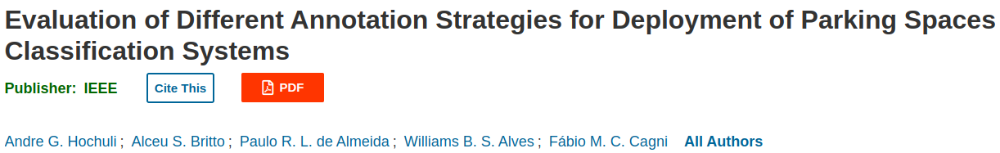 Evaluation of Different Annotation Strategies for Deployment of Parking Spaces
Classification Systems
Publisher: IEEE Cite This PDF
Andre G. Hochuli ; Alceu S. Britto ; Paulo R. L. de Almeida ; Williams B. S. Alves ; Fábio M. C. Cagni All Authors